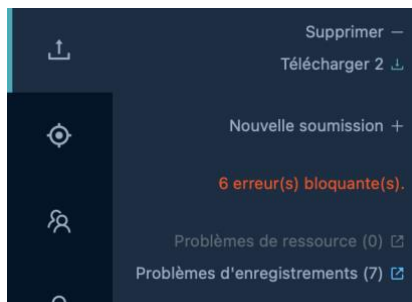 Supprimer —
Télécharger 2
Nouvelle soumission +
6 erreur(s) bloquante(s).
Problèmes de ressource (0)
Problèmes d'enregistrements (7)